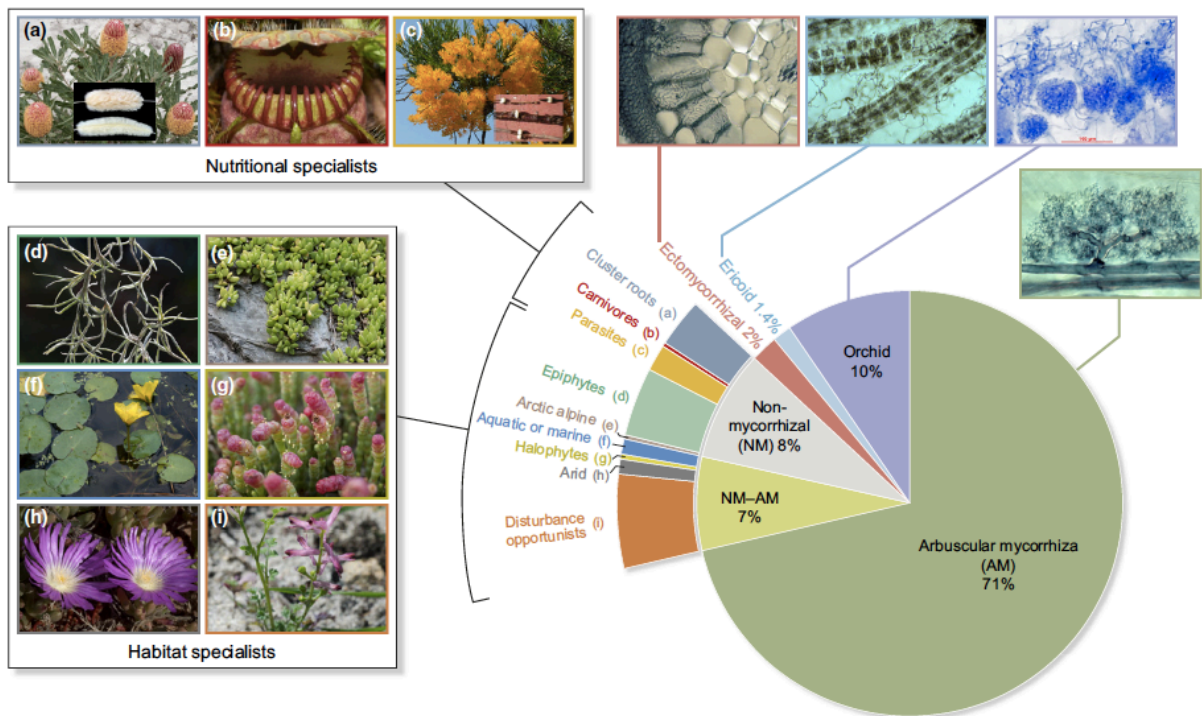 (a)
(b)
(c)
Nutritional specialists
(d)
(e)
(f)
(g)
(h)
(i)
Habitat specialists
Cluster roots (a)
Carnivores (b)
Parasites (c)
Epiphytes (d)
Arctic alpine (e)
Aquatic or marine (f)
Halophytes (g)
Arid (h)
Disturbance (i)
opportunists
Ectomycorrhizal 2%
Ericoid 1.4%
Orchid
10%
Non-
mycorrhizal
(NM) 8%
NM–AM
7%
Arbuscular mycorrhiza
(AM)
71%